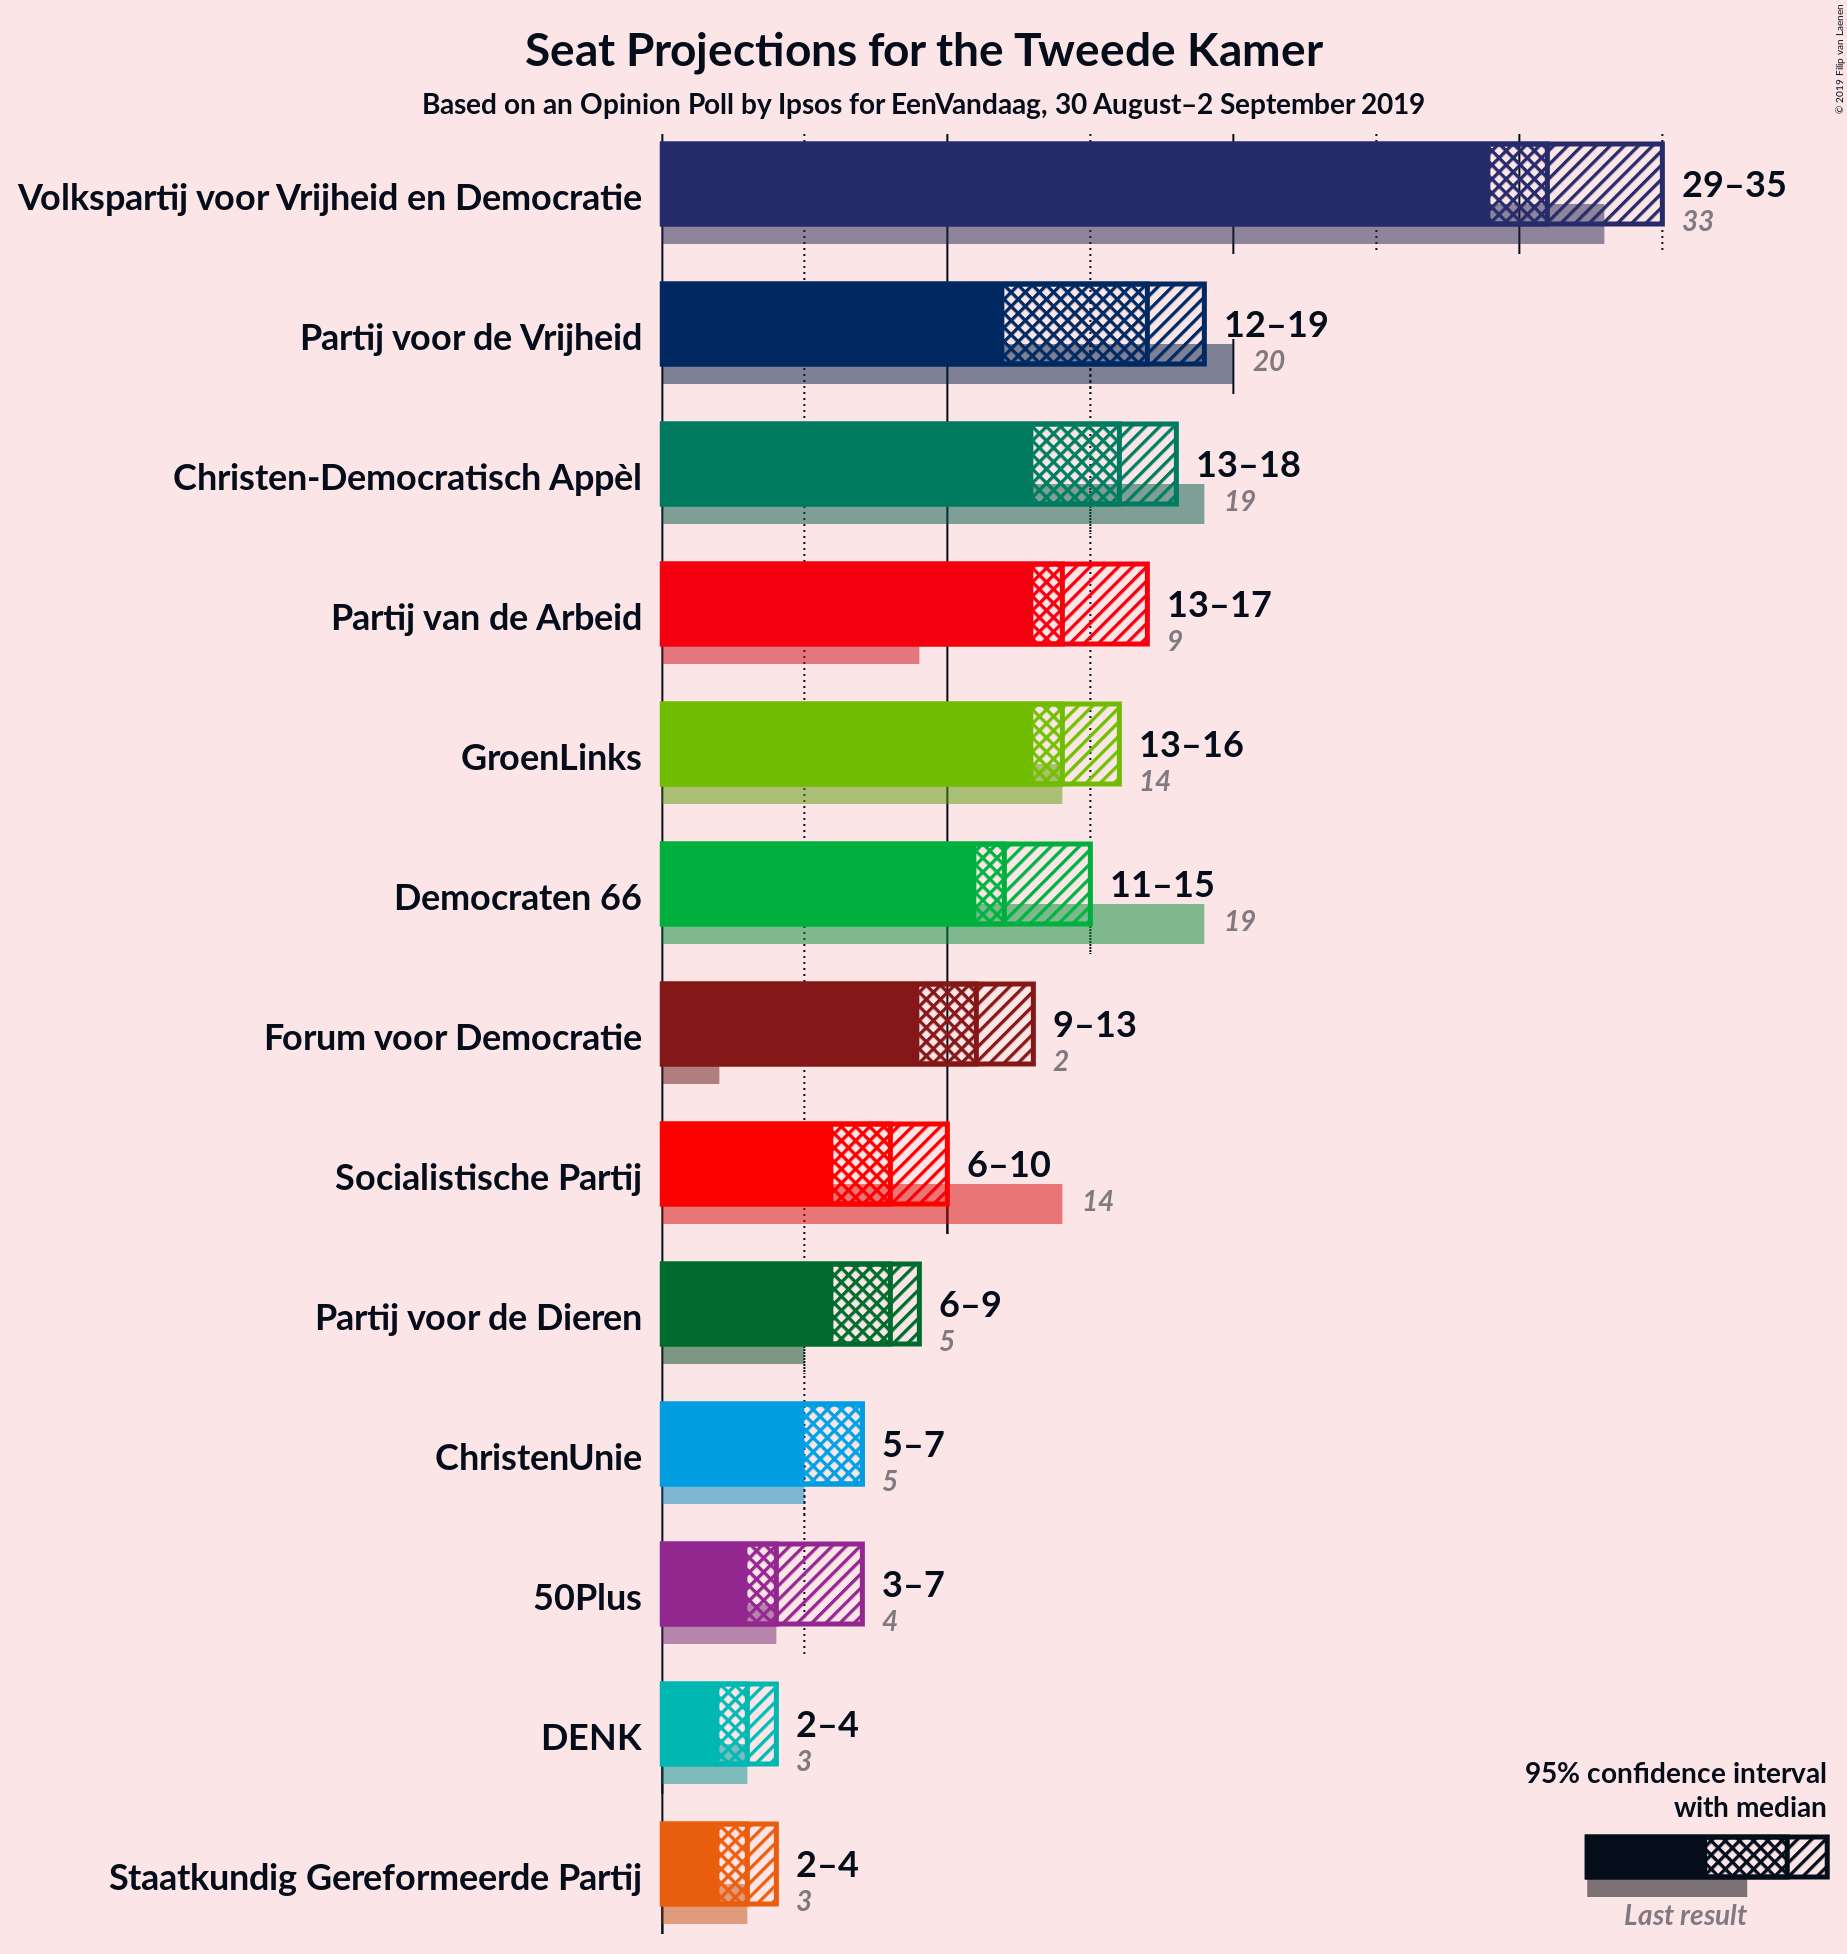 Seat Projections for the Tweede Kamer
Based on an Opinion Poll by Ipsos for EenVandaag, 30 August–2 September 2019
© 2019 Filip van Laenen
Volkspartij voor Vrijheid en Democratie
29–35
33
Partij voor de Vrijheid
12–19
20
Christen-Democratisch Appèl
13–18
19
Partij van de Arbeid
13–17
9
GroenLinks
13–16
14
Democraten 66
11–15
19
Forum voor Democratie
9–13
2
Socialistische Partij
6–10
14
Partij voor de Dieren
6–9
5
ChristenUnie
5–7
5
50Plus
3–7
4
DENK
2–4
3
Staatkundig Gereformeerde Partij
2–4
3
95% confidence interval
with median
Last result